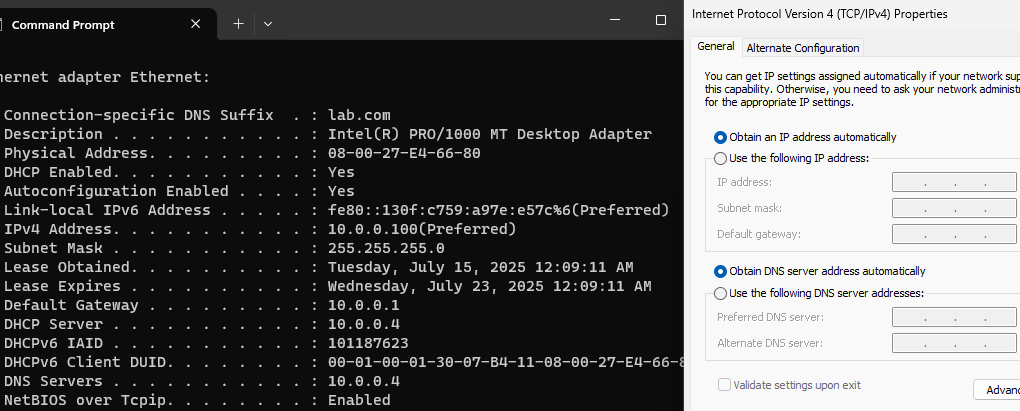 Command Prompt
hernet adapter Ethernet:
Connection-specific DNS Suffix  . : lab.com
Description . . . . . . . . . . . : Intel(R) PRO/1000 MT Desktop Adapter
Physical Address. . . . . . . . . : 08-00-27-E4-66-80
DHCP Enabled. . . . . . . . . . . : Yes
Autoconfiguration Enabled . . . . : Yes
Link-local IPv6 Address . . . . . : fe80::130f:c759:a97e:e57c%6(Preferred)
IPv4 Address. . . . . . . . . . . : 10.0.0.100(Preferred)
Subnet Mask . . . . . . . . . . . : 255.255.255.0
Lease Obtained. . . . . . . . . . : Tuesday, July 15, 2025 12:09:11 AM
Lease Expires . . . . . . . . . . : Wednesday, July 23, 2025 12:09:11 AM
Default Gateway . . . . . . . . . : 10.0.0.1
DHCP Server . . . . . . . . . . . : 10.0.0.4
DHCPv6 IAID . . . . . . . . . . . : 101187623
DHCPv6 Client DUID. . . . . . . . : 00-01-00-01-30-07-B4-11-08-00-27-E4-66-8
DNS Servers . . . . . . . . . . . : 10.0.0.4
NetBIOS over Tcpip. . . . . . . . : Enabled
Internet Protocol Version 4 (TCP/IPv4) Properties
General
Alternate Configuration
You can get IP settings assigned automatically if your network sup
this capability. Otherwise, you need to ask your network administr
for the appropriate IP settings.
Obtain an IP address automatically
Use the following IP address:
IP address:
Subnet mask:
Default gateway:
Obtain DNS server address automatically
Use the following DNS server addresses:
Preferred DNS server:
Alternate DNS server:
Validate settings upon exit
Advanc